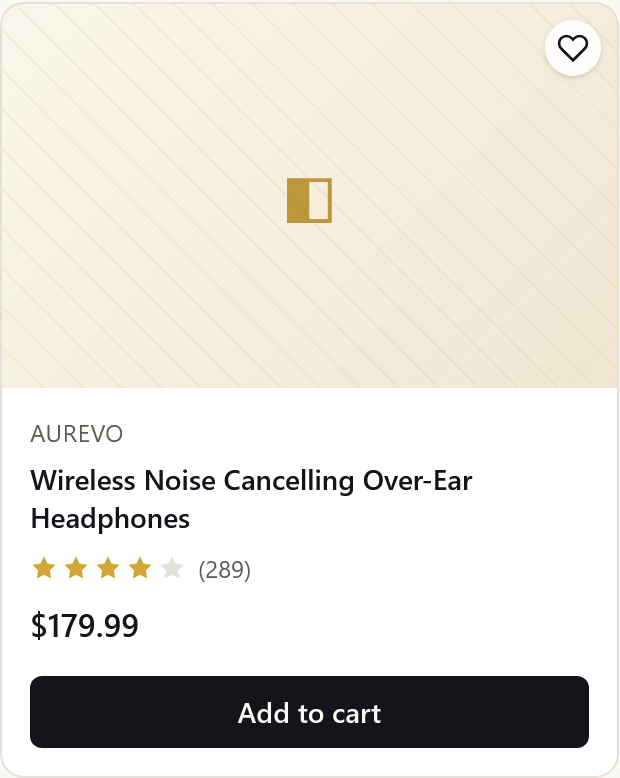 AUREVO
Wireless Noise Cancelling Over-Ear
Headphones
(289)
$179.99
Add to cart